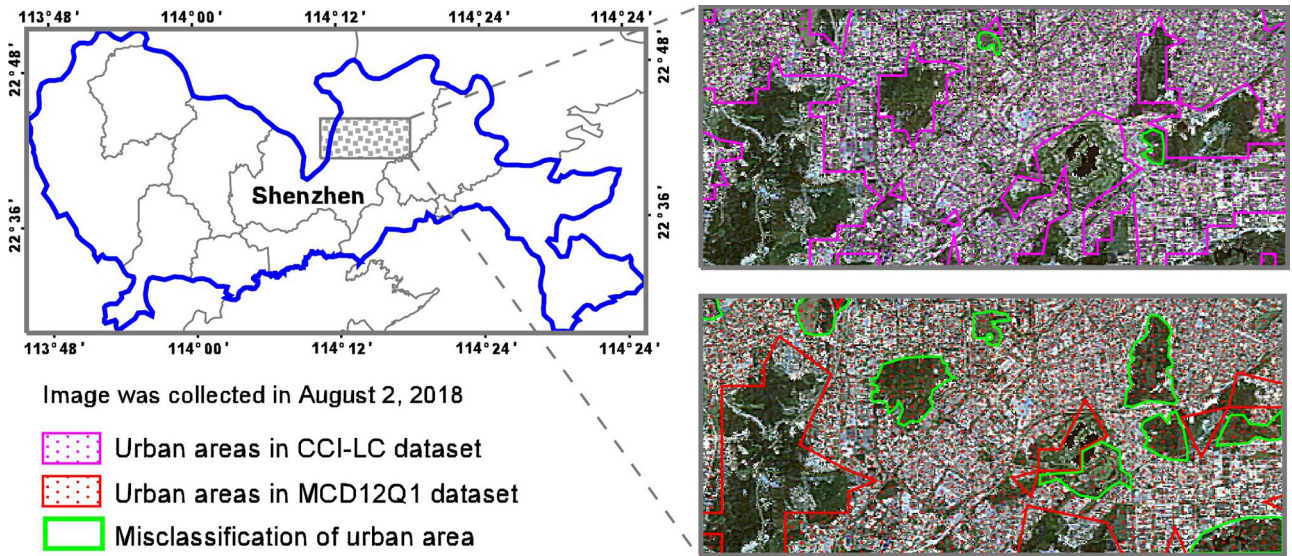 113°48′ 114°00′ 114°12′ 114°24′ 114°24′
22°48′ 22°48′
Shenzhen
22°36′ 22°36′
113°48′ 114°00′ 114°12′ 114°24′ 114°24′
Image was collected in August 2, 2018
Urban areas in CCI-LC dataset
Urban areas in MCD12Q1 dataset
Misclassification of urban area